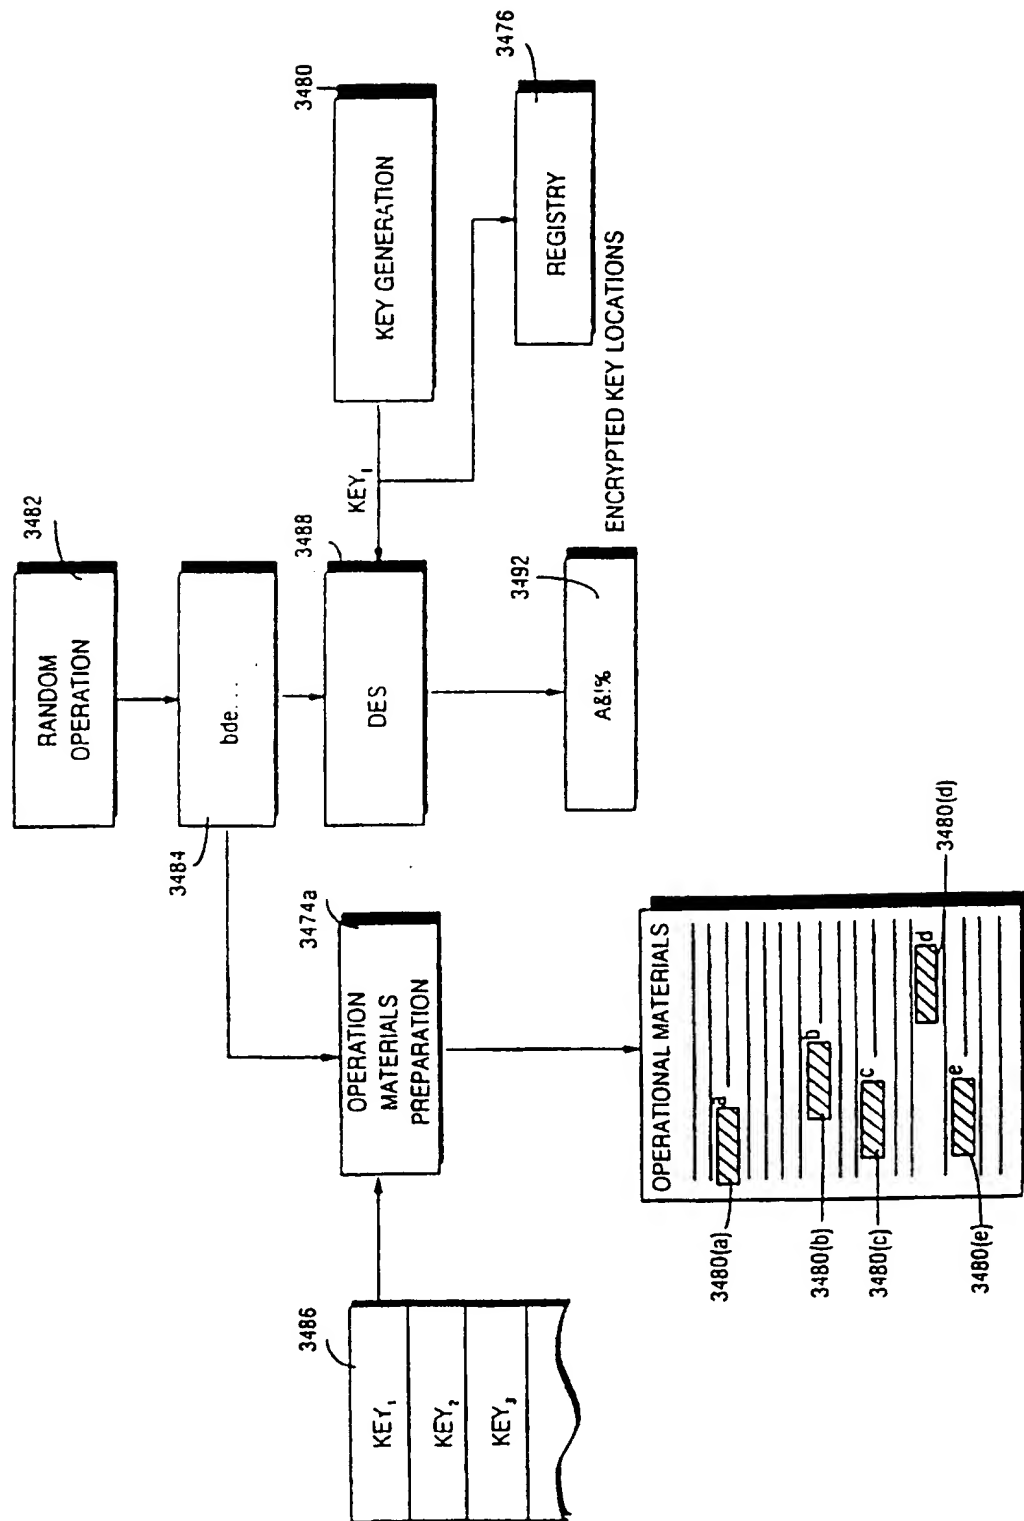 3482
RANDOM
OPERATION
3484
bde...
3488
DES
KEY₁
3480
KEY GENERATION
3476
REGISTRY
3492
A&!%
ENCRYPTED KEY LOCATIONS
3474a
OPERATION
MATERIALS
PREPARATION
3486
KEY₁
KEY₂
KEY₃
OPERATIONAL MATERIALS
a
3480(a)
b
3480(b)
c
3480(c)
d
3480(d)
e
3480(e)